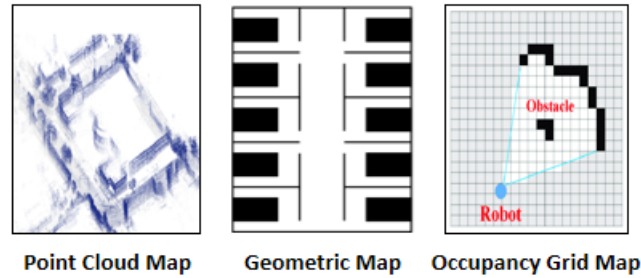 Obstacle
Robot
Point Cloud Map
Geometric Map
Occupancy Grid Map